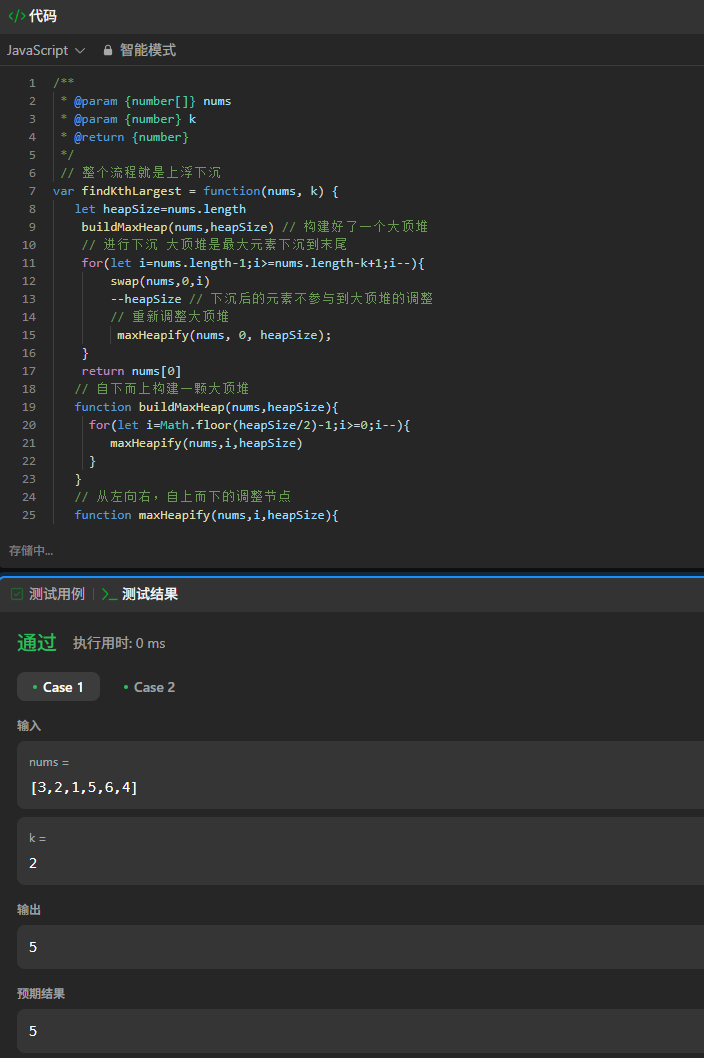 </> 代码
JavaScript 智能模式
1 /**
2 * @param {number[]} nums
3 * @param {number} k
4 * @return {number}
5 */
6 // 整个流程就是上浮下沉
7 var findKthLargest = function(nums, k) {
8 let heapSize=nums.length
9 buildMaxHeap(nums,heapSize) // 构建好了一个大顶堆
10 // 进行下沉 大顶堆是最大元素下沉到末尾
11 for(let i=nums.length-1;i>=nums.length-k+1;i--){
12 swap(nums,0,i)
13 --heapSize // 下沉后的元素不参与到大顶堆的调整
14 // 重新调整大顶堆
15 maxHeapify(nums, 0, heapSize);
16 }
17 return nums[0]
18 // 自下而上构建一颗大顶堆
19 function buildMaxHeap(nums,heapSize){
20 for(let i=Math.floor(heapSize/2)-1;i>=0;i--){
21 maxHeapify(nums,i,heapSize)
22 }
23 }
24 // 从左向右，自上而下的调整节点
25 function maxHeapify(nums,i,heapSize){
存储中...
测试用例 | >_ 测试结果
通过 执行用时: 0 ms
• Case 1 • Case 2
输入
nums =
[3,2,1,5,6,4]
k =
2
输出
5
预期结果
5